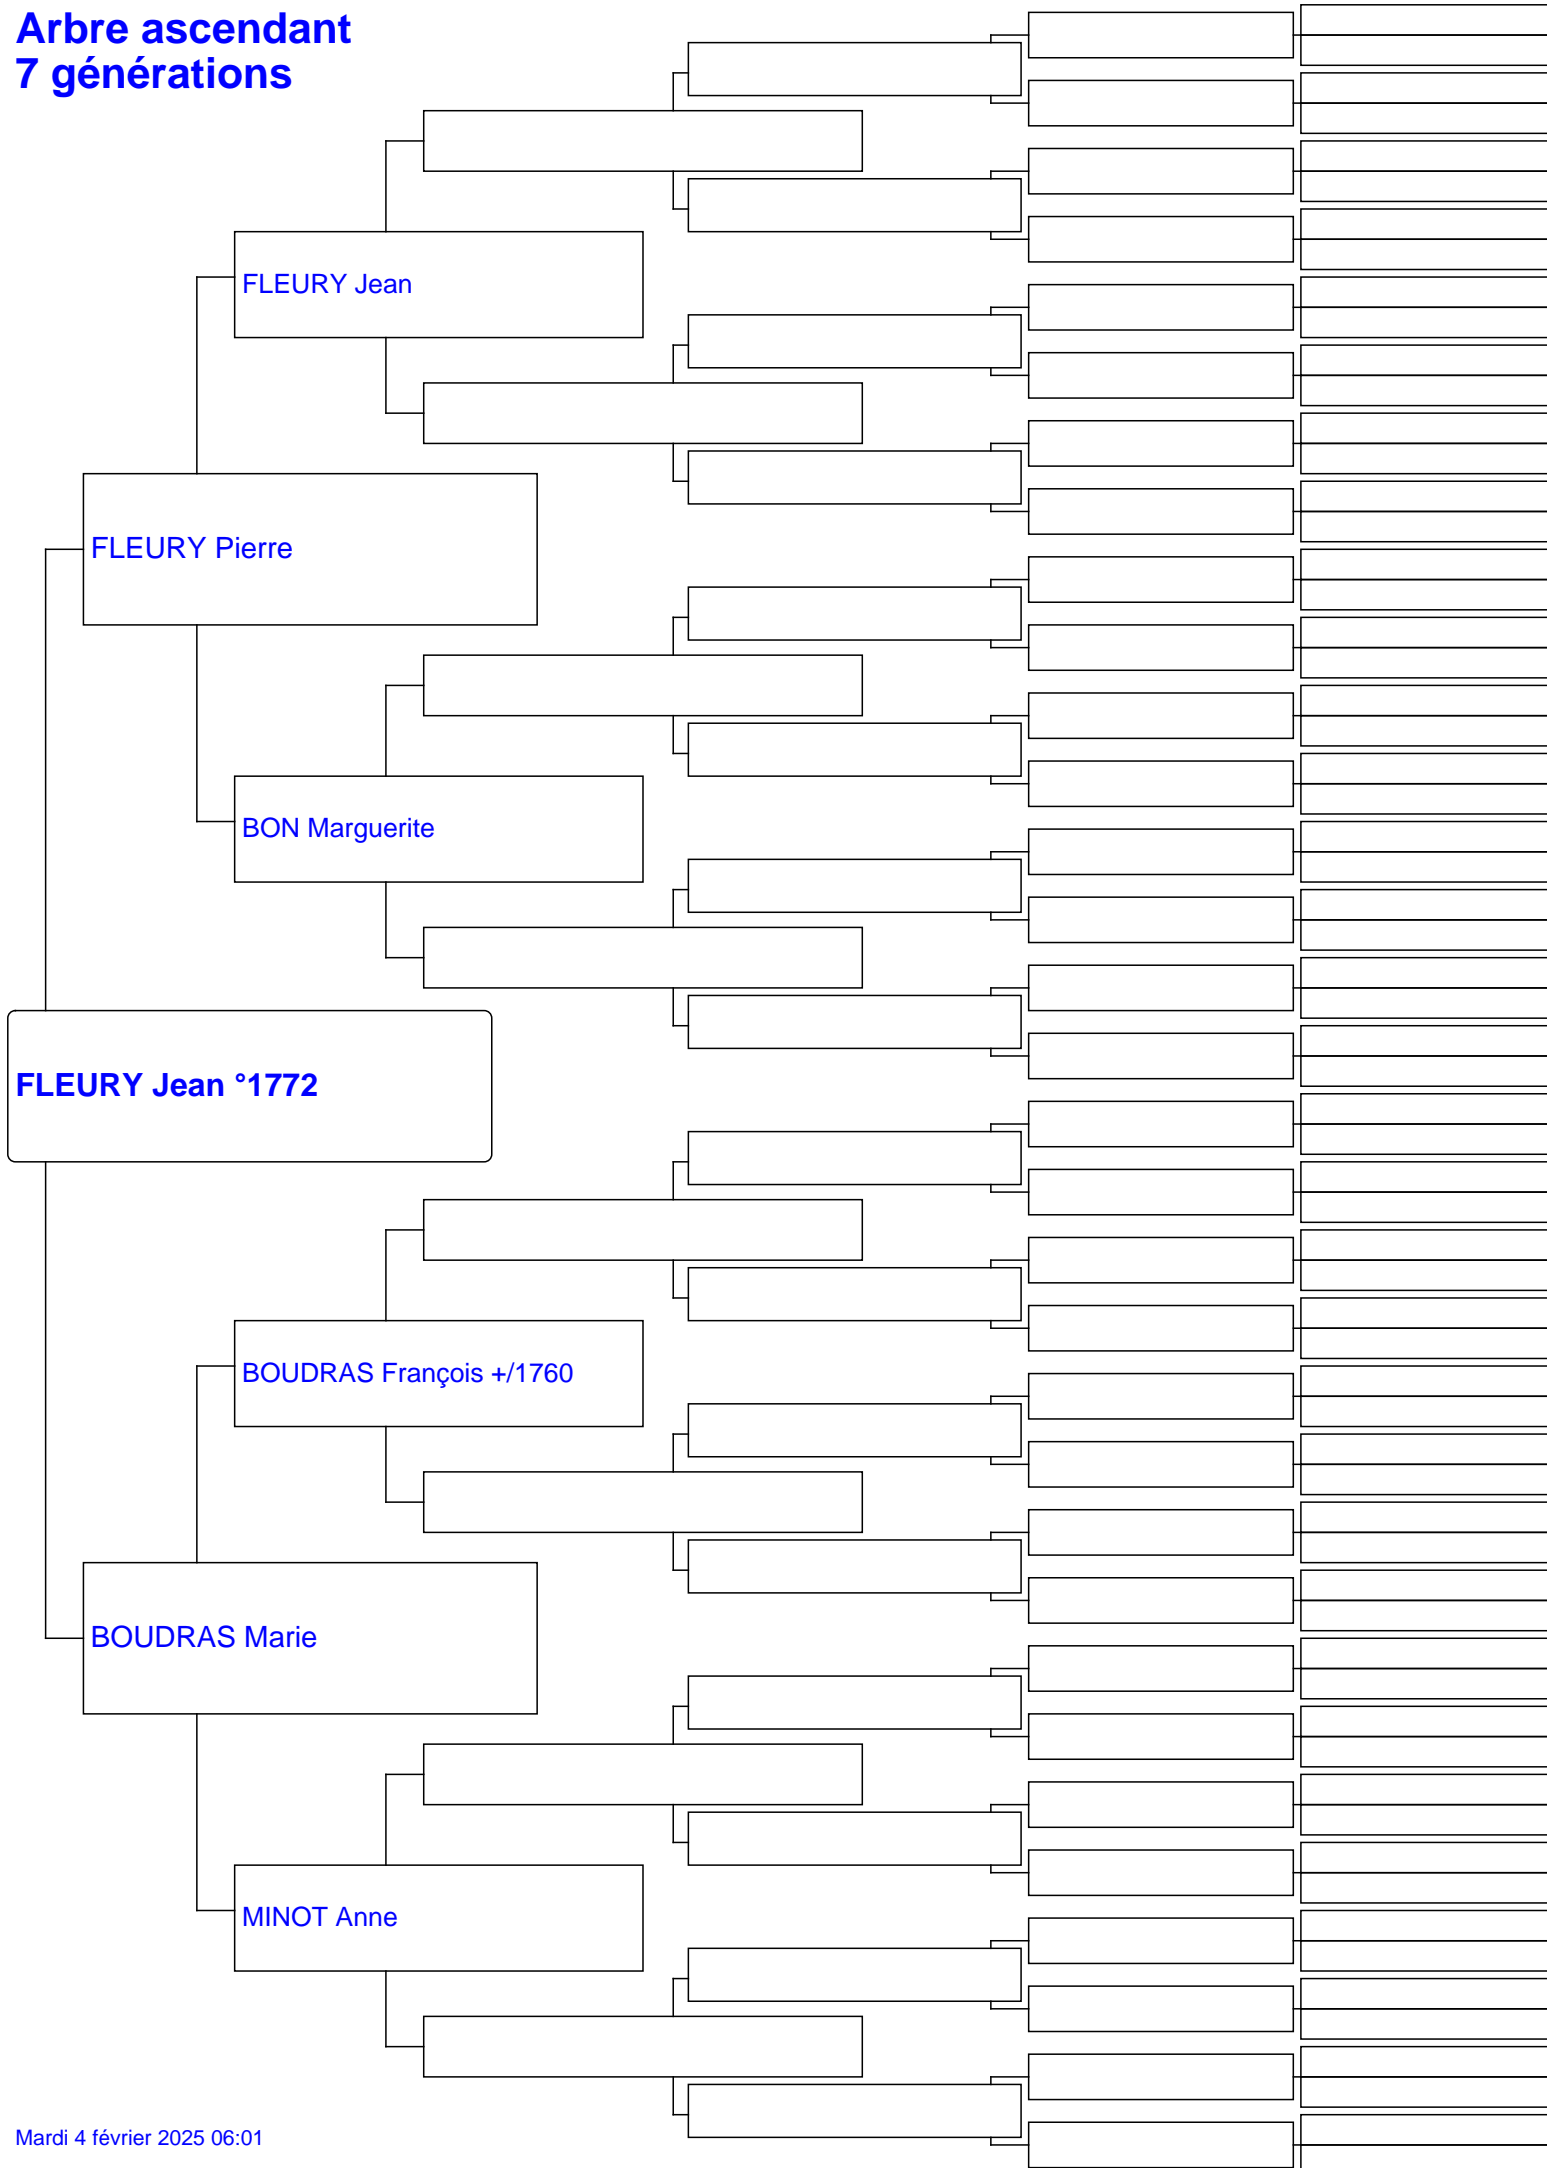 Arbre ascendant
7 générations
FLEURY Jean
FLEURY Pierre
BON Marguerite
FLEURY Jean °1772
BOUDRAS François +/1760
BOUDRAS Marie
MINOT Anne
Mardi 4 février 2025 06:01